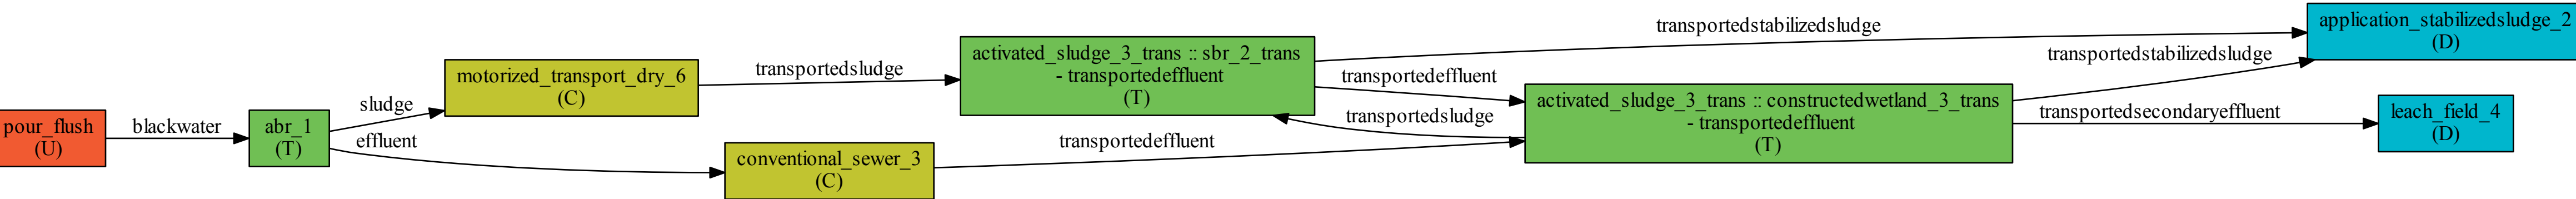 pour_flush
(U)
blackwater
abr_1
(T)
sludge
effluent
motorized_transport_dry_6
(C)
conventional_sewer_3
(C)
transportedsludge
transportedeffluent
activated_sludge_3_trans :: sbr_2_trans
- transportedeffluent
(T)
transportedstabilizedsludge
transportedeffluent
transportedsludge
activated_sludge_3_trans :: constructedwetland_3_trans
- transportedeffluent
(T)
transportedstabilizedsludge
transportedsecondaryeffluent
application_stabilizedsludge_2
(D)
leach_field_4
(D)